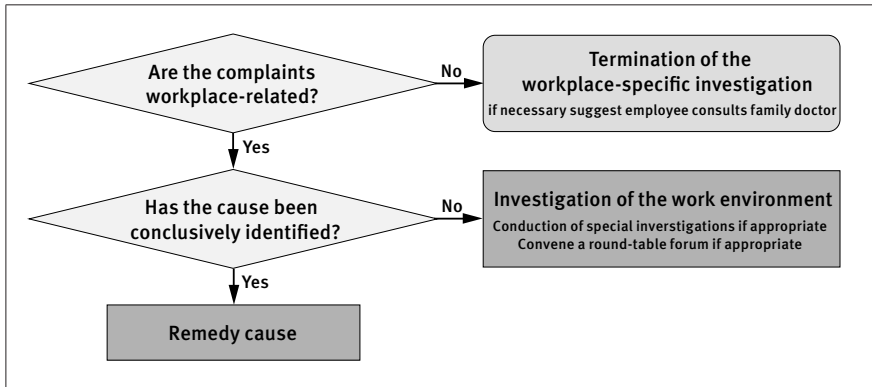 Are the complaints
workplace-related?
No
Termination of the
workplace-specific investigation
if necessary suggest employee consults family doctor
Yes
Has the cause been
conclusively identified?
No
Investigation of the work environment
Conduction of special inverstigations if appropriate
Convene a round-table forum if appropriate
Yes
Remedy cause